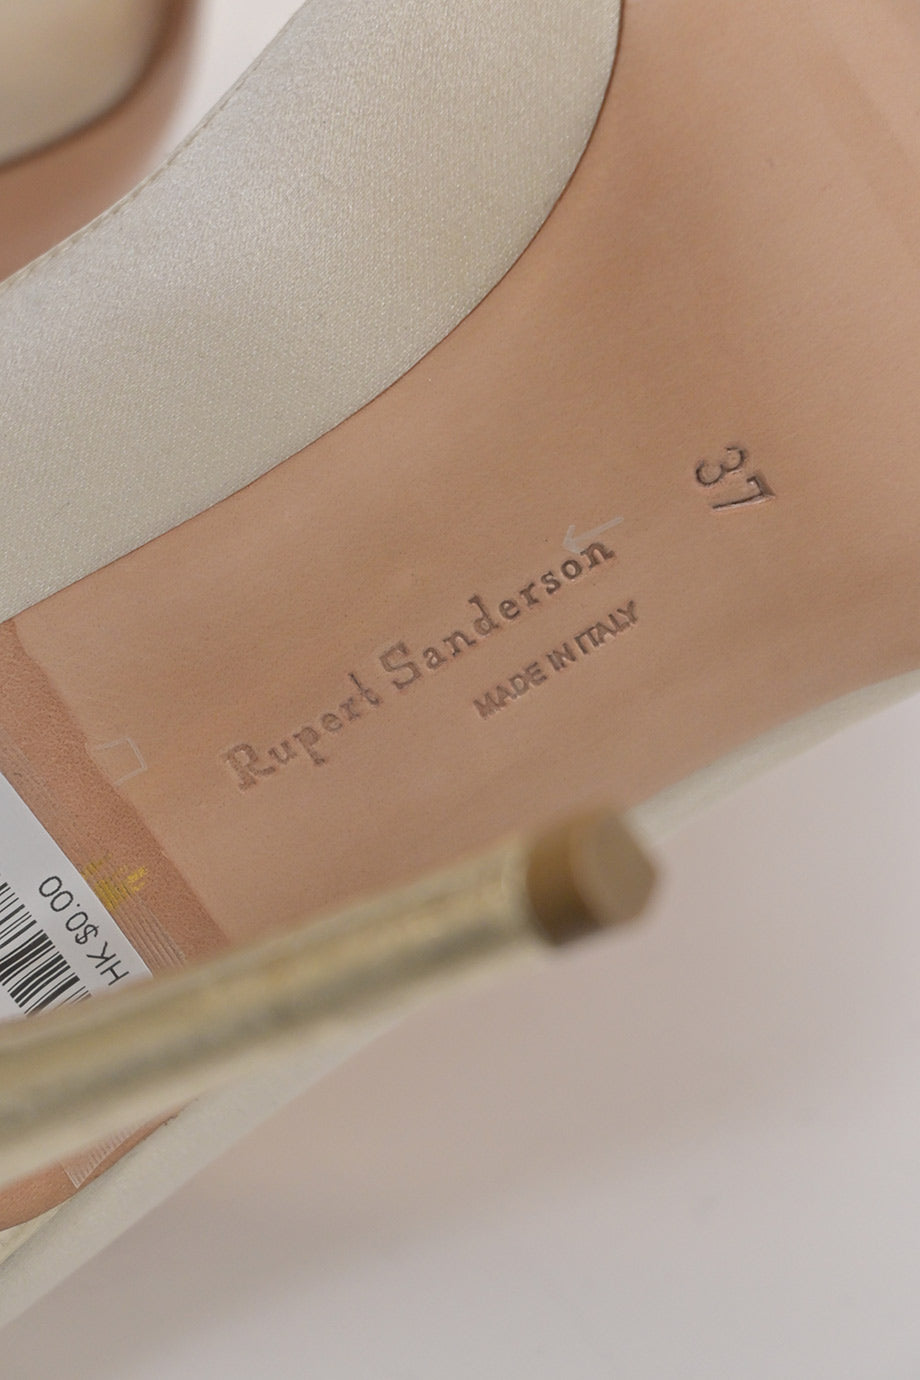 37
Rupert Sanderson
MADE IN ITALY
HK $0.00